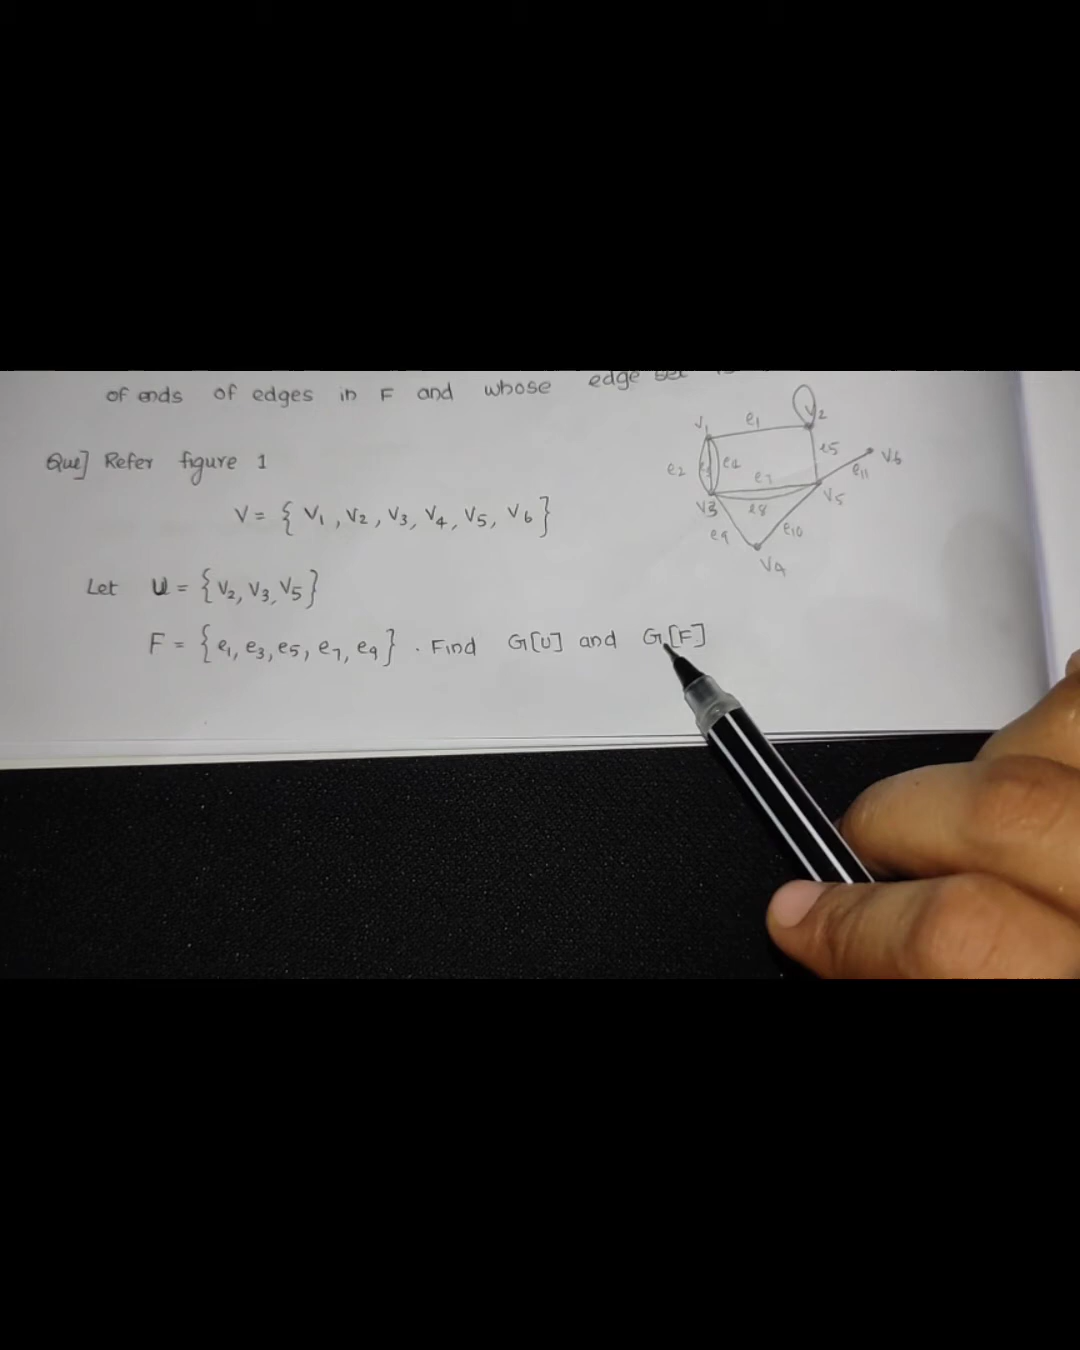 of ends of edges in F and whose edge set
Que] Refer figure 1
V = { V1, V2, V3, V4, V5, V6 }
Let U = { V2, V3, V5 }
F = { e1, e3, e5, e7, e9 } . Find G[U] and G[F]
V1 e1 V2
e5 V6
e2 e4 e7 e11
V3 e8 V5
e9 e10
V4